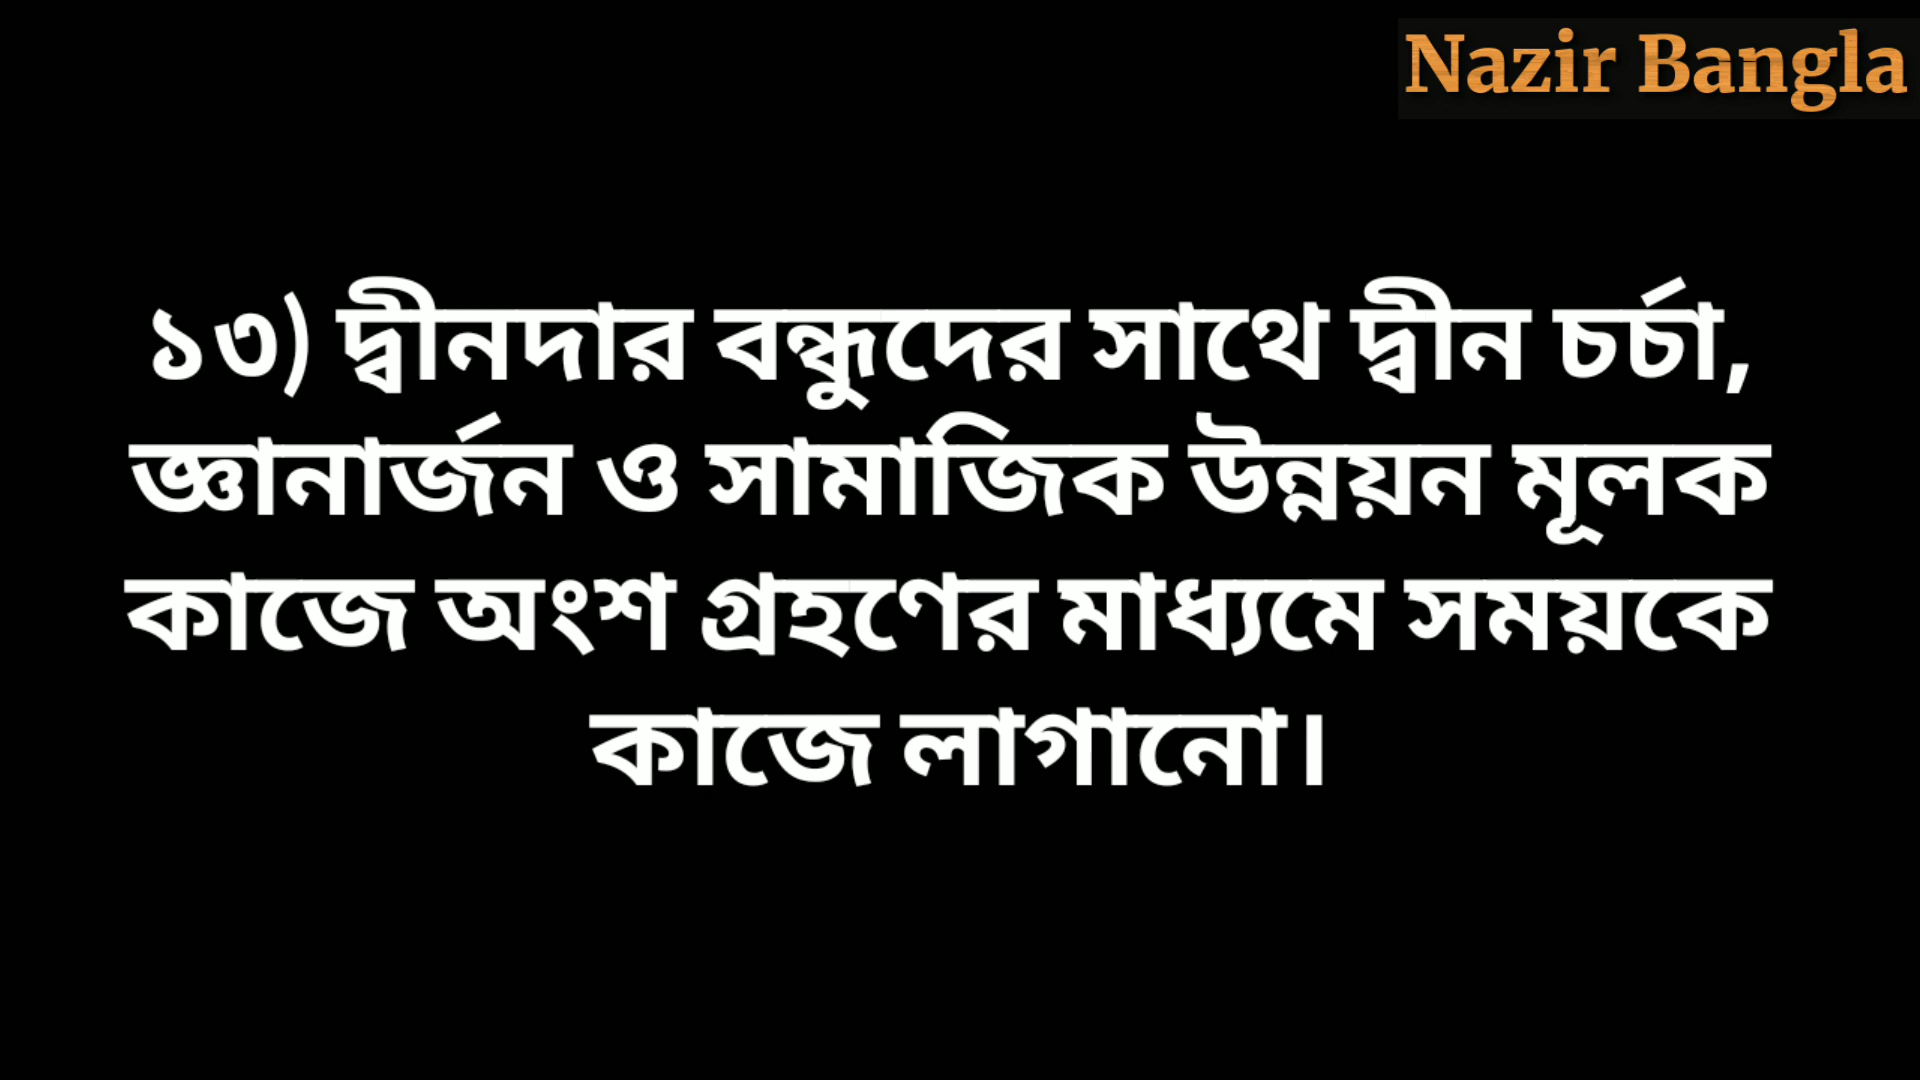 Nazir Bangla
১৩) দ্বীনদার বন্ধুদের সাথে দ্বীন চর্চা,
জ্ঞানার্জন ও সামাজিক উন্নয়ন মূলক
কাজে অংশ গ্রহণের মাধ্যমে সময়কে
কাজে লাগানো।